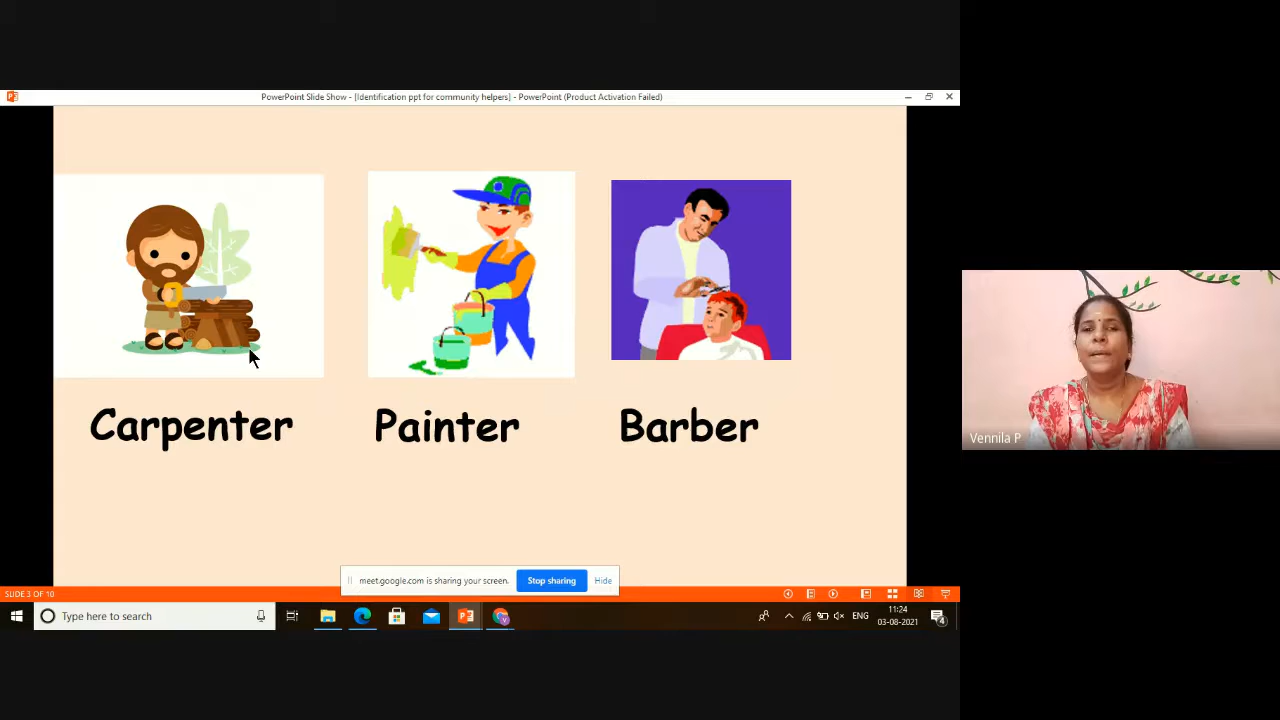 PowerPoint Slide Show - [Identification ppt for community helpers] - PowerPoint (Product Activation Failed)
Carpenter
Painter
Barber
Vennila P
meet.google.com is sharing your screen.
Stop sharing
Hide
SLIDE 3 OF 10
Type here to search
ENG
11:24
03-08-2021
4